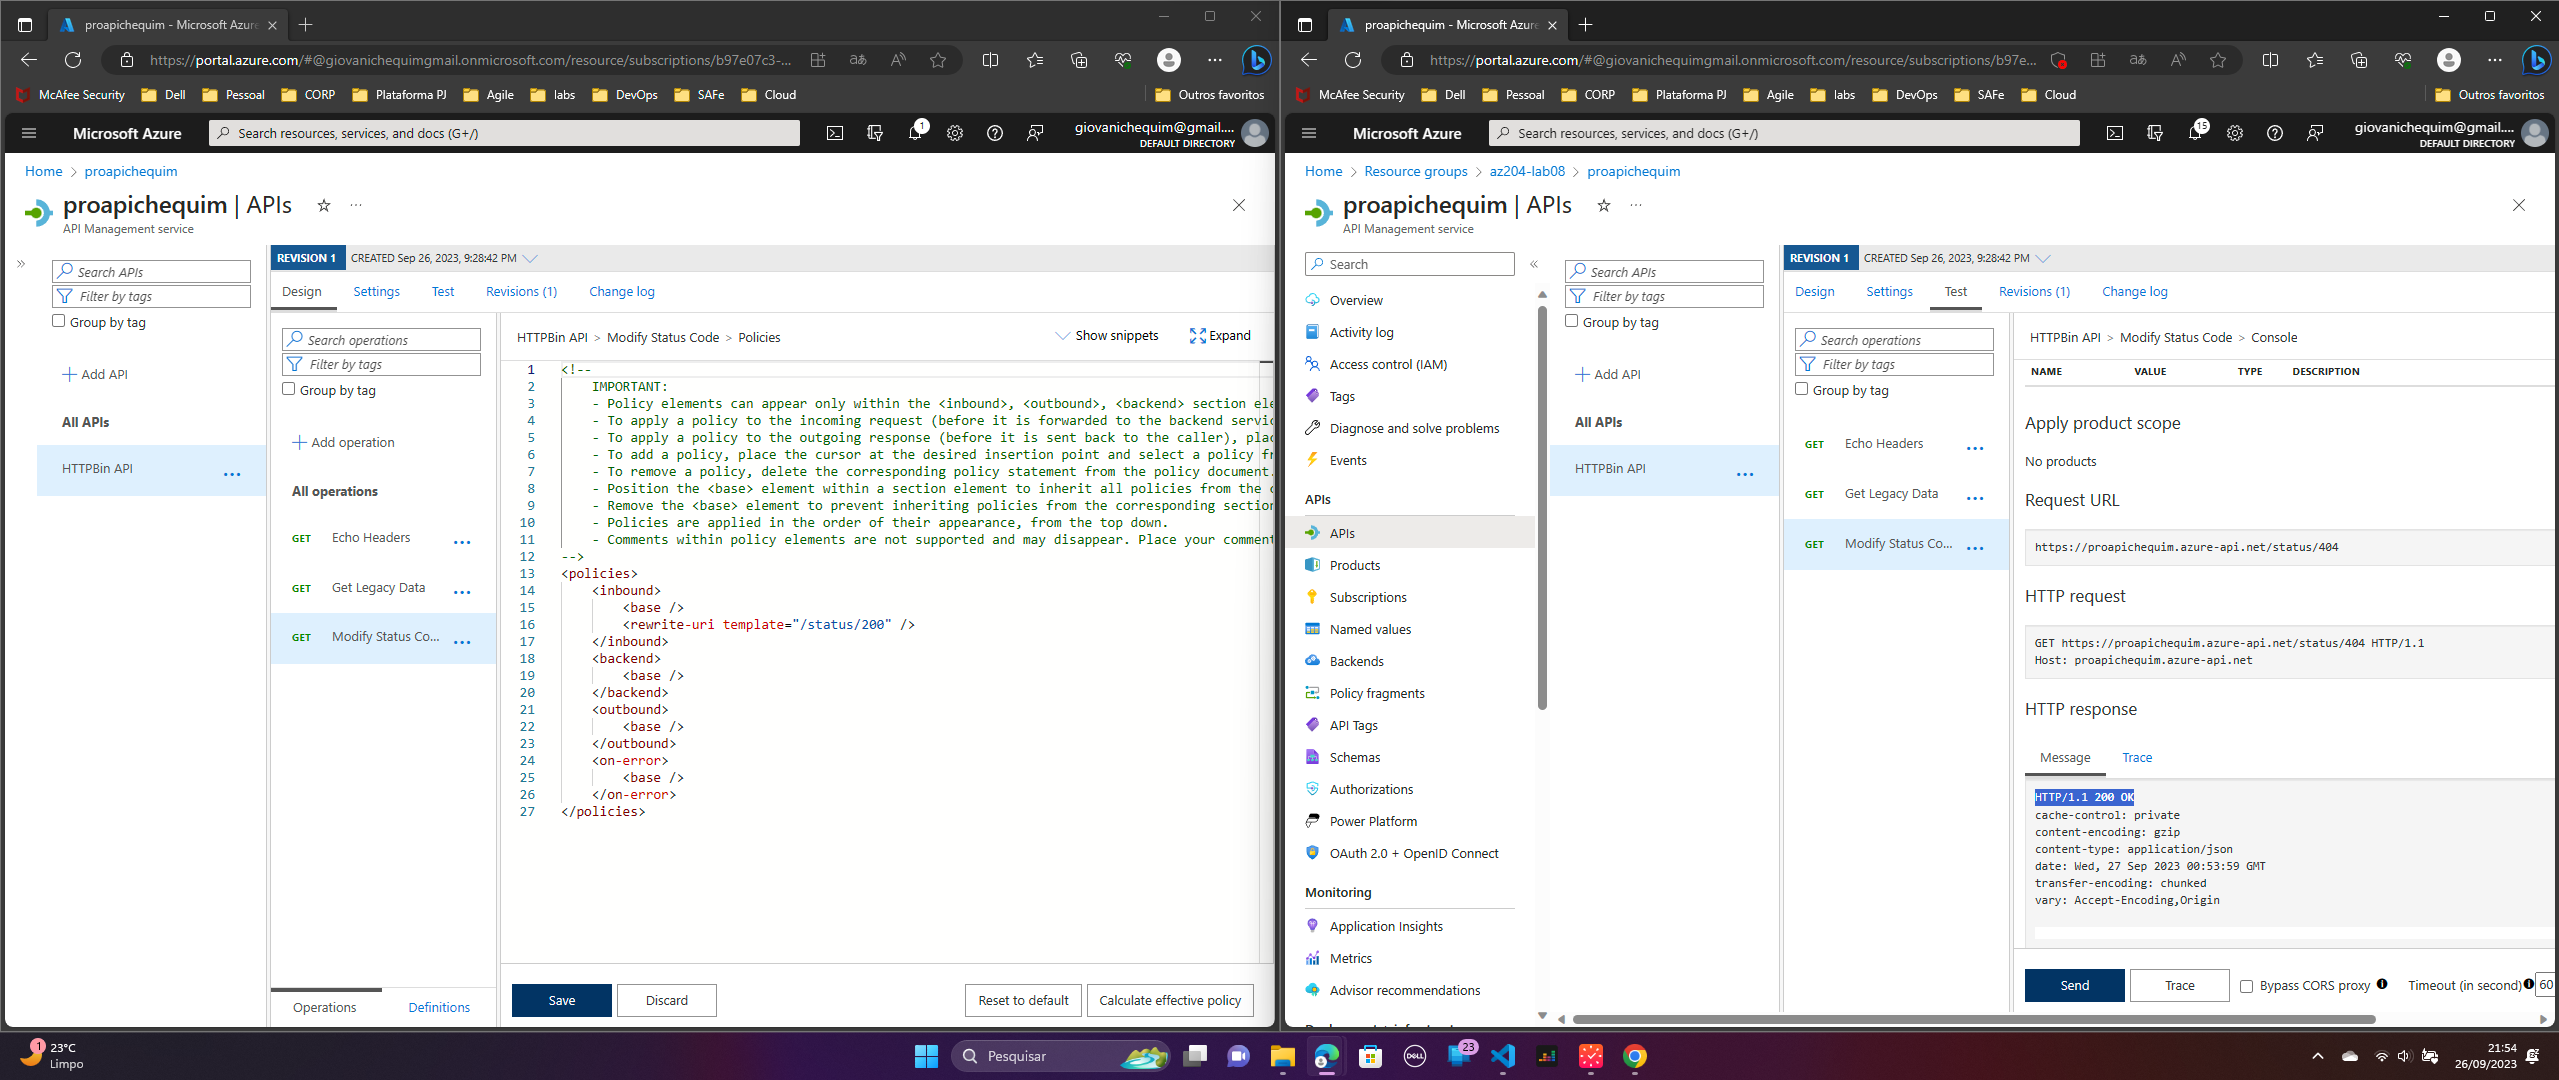 proapichequim - Microsoft Azure
https://portal.azure.com/#@giovanichequimgmail.onmicrosoft.com/resource/subscriptions/b97e07c3-...
McAfee Security Dell Pessoal CORP Plataforma PJ Agile labs DevOps SAFe Cloud Outros favoritos
Microsoft Azure
Search resources, services, and docs (G+/)
1
giovanichequim@gmail....
DEFAULT DIRECTORY
Home > proapichequim
proapichequim | APIs
API Management service
Search APIs
Filter by tags
Group by tag
Add API
All APIs
HTTPBin API
REVISION 1 CREATED Sep 26, 2023, 9:28:42 PM
Design Settings Test Revisions (1) Change log
Search operations
Filter by tags
Group by tag
Add operation
All operations
GET Echo Headers
GET Get Legacy Data
GET Modify Status Co...
Operations Definitions
HTTPBin API > Modify Status Code > Policies
Show snippets Expand
1 <!--
2 IMPORTANT:
3 - Policy elements can appear only within the <inbound>, <outbound>, <backend> section ele
4 - To apply a policy to the incoming request (before it is forwarded to the backend servic
5 - To apply a policy to the outgoing response (before it is sent back to the caller), plac
6 - To add a policy, place the cursor at the desired insertion point and select a policy fr
7 - To remove a policy, delete the corresponding policy statement from the policy document.
8 - Position the <base> element within a section element to inherit all policies from the c
9 - Remove the <base> element to prevent inheriting policies from the corresponding section
10 - Policies are applied in the order of their appearance, from the top down.
11 - Comments within policy elements are not supported and may disappear. Place your comment
12 -->
13 <policies>
14 <inbound>
15 <base />
16 <rewrite-uri template="/status/200" />
17 </inbound>
18 <backend>
19 <base />
20 </backend>
21 <outbound>
22 <base />
23 </outbound>
24 <on-error>
25 <base />
26 </on-error>
27 </policies>
Save Discard Reset to default Calculate effective policy
proapichequim - Microsoft Azure
https://portal.azure.com/#@giovanichequimgmail.onmicrosoft.com/resource/subscriptions/b97e...
McAfee Security Dell Pessoal CORP Plataforma PJ Agile labs DevOps SAFe Cloud Outros favoritos
Microsoft Azure
Search resources, services, and docs (G+/)
15
giovanichequim@gmail....
DEFAULT DIRECTORY
Home > Resource groups > az204-lab08 > proapichequim
proapichequim | APIs
API Management service
Search
Overview
Activity log
Access control (IAM)
Tags
Diagnose and solve problems
Events
APIs
APIs
Products
Subscriptions
Named values
Backends
Policy fragments
API Tags
Schemas
Authorizations
Power Platform
OAuth 2.0 + OpenID Connect
Monitoring
Application Insights
Metrics
Advisor recommendations
Search APIs
Filter by tags
Group by tag
Add API
All APIs
HTTPBin API
REVISION 1 CREATED Sep 26, 2023, 9:28:42 PM
Design Settings Test Revisions (1) Change log
Search operations
Filter by tags
Group by tag
GET Echo Headers
GET Get Legacy Data
GET Modify Status Co...
HTTPBin API > Modify Status Code > Console
NAME VALUE TYPE DESCRIPTION
Apply product scope
No products
Request URL
https://proapichequim.azure-api.net/status/404
HTTP request
GET https://proapichequim.azure-api.net/status/404 HTTP/1.1
Host: proapichequim.azure-api.net
HTTP response
Message Trace
HTTP/1.1 200 OK
cache-control: private
content-encoding: gzip
content-type: application/json
date: Wed, 27 Sep 2023 00:53:59 GMT
transfer-encoding: chunked
vary: Accept-Encoding,Origin
Send Trace Bypass CORS proxy Timeout (in second) 60
1
23°C
Limpo
Pesquisar
DELL
23
21:54
26/09/2023